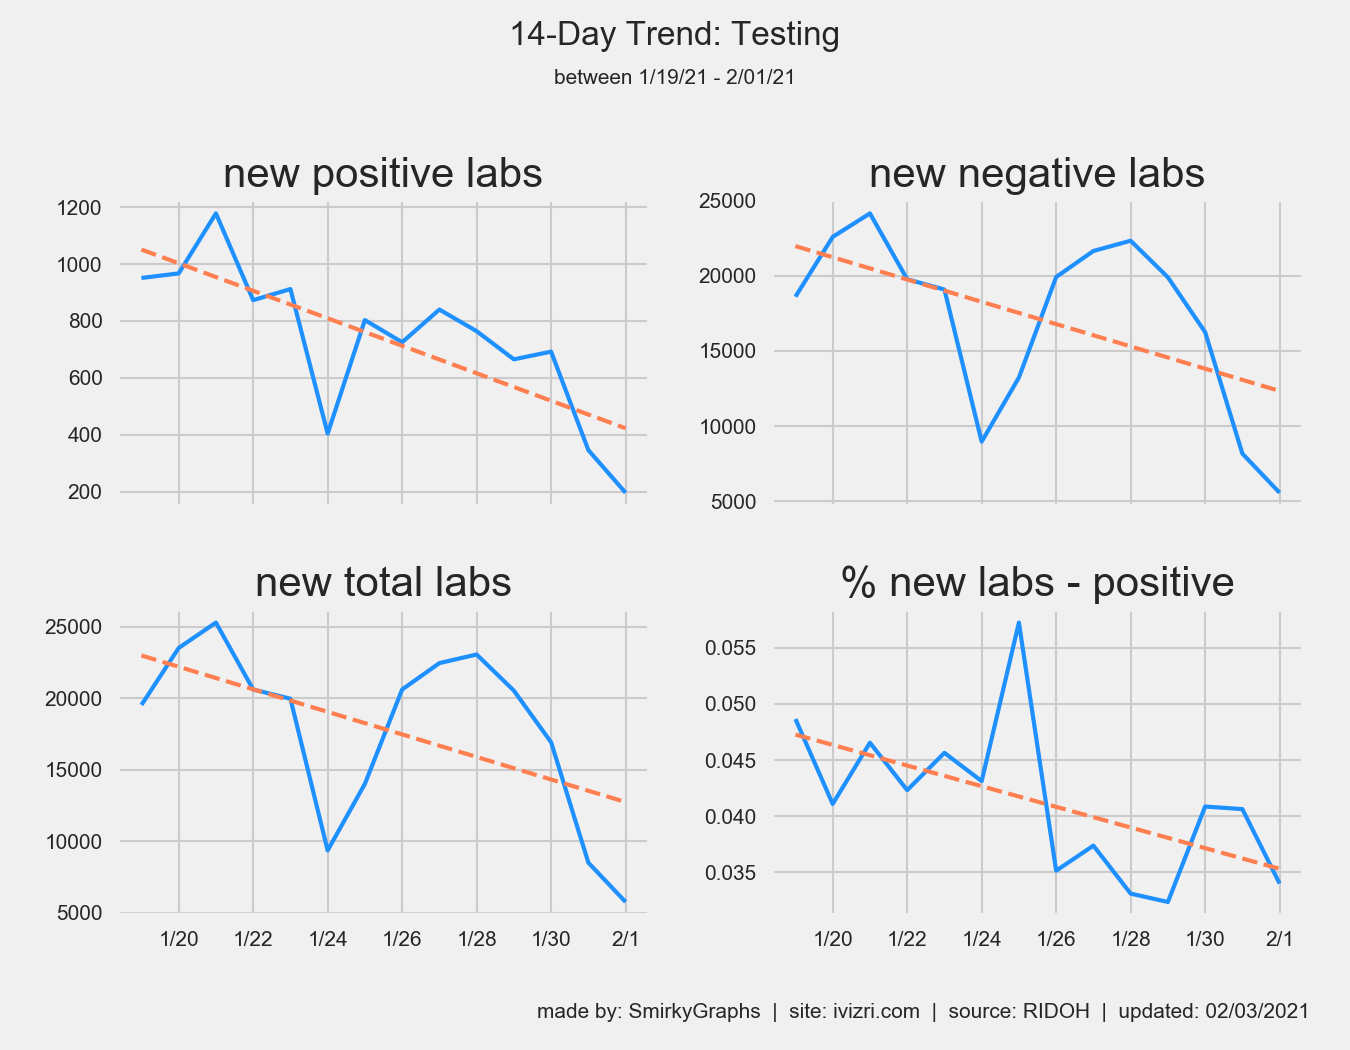 14-Day Trend: Testing
between 1/19/21 - 2/01/21
new positive labs
1200
1000
800
600
400
200
new negative labs
25000
20000
15000
10000
5000
new total labs
25000
20000
15000
10000
5000
1/20 1/22 1/24 1/26 1/28 1/30 2/1
% new labs - positive
0.055
0.050
0.045
0.040
0.035
1/20 1/22 1/24 1/26 1/28 1/30 2/1
made by: SmirkyGraphs | site: ivizri.com | source: RIDOH | updated: 02/03/2021